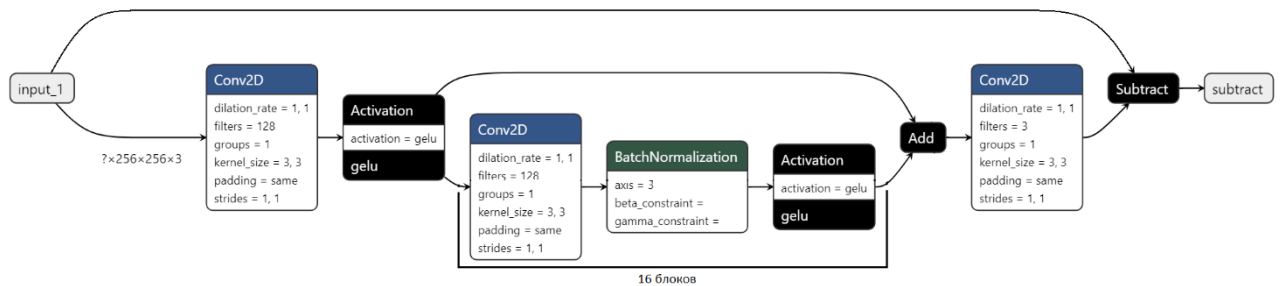 input_1
?×256×256×3
Conv2D
dilation_rate = 1, 1
filters = 128
groups = 1
kernel_size = 3, 3
padding = same
strides = 1, 1
Activation
activation = gelu
gelu
Conv2D
dilation_rate = 1, 1
filters = 128
groups = 1
kernel_size = 3, 3
padding = same
strides = 1, 1
BatchNormalization
axis = 3
beta_constraint =
gamma_constraint =
Activation
activation = gelu
gelu
16 блоков
Add
Conv2D
dilation_rate = 1, 1
filters = 3
groups = 1
kernel_size = 3, 3
padding = same
strides = 1, 1
Subtract
subtract